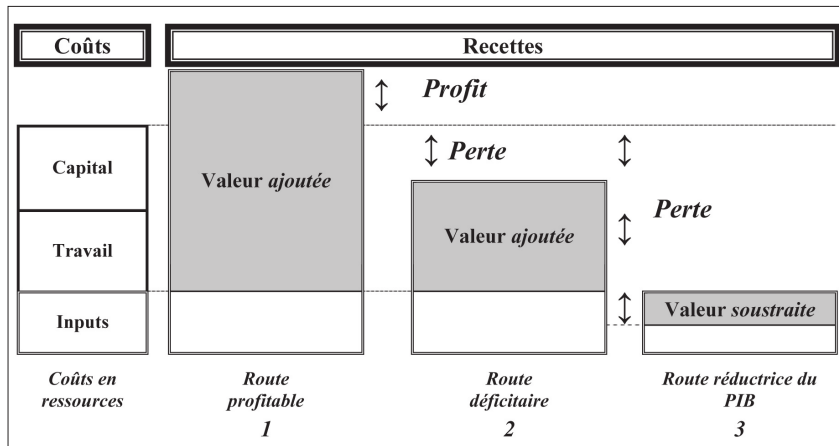 Coûts
Recettes
Profit
Capital
Perte
Valeur ajoutée
Perte
Travail
Valeur ajoutée
Inputs
Valeur soustraite
Coûts en
ressources
Route
profitable
1
Route
déficitaire
2
Route réductrice du
PIB
3